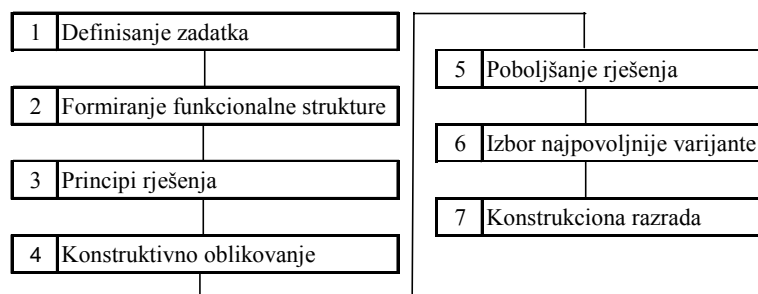 1 Definisanje zadatka
2 Formiranje funkcionalne strukture
3 Principi rješenja
4 Konstruktivno oblikovanje
5 Poboljšanje rješenja
6 Izbor najpovoljnije varijante
7 Konstrukciona razrada